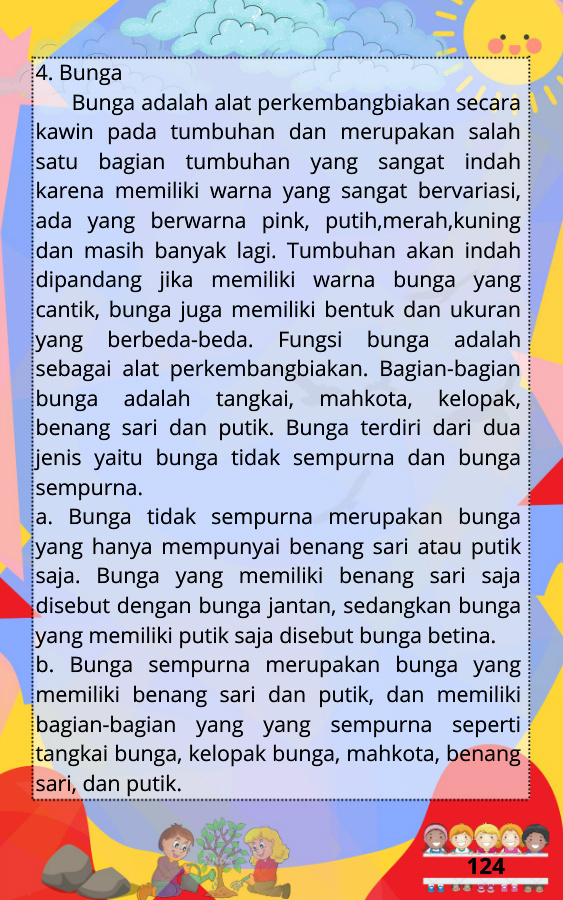 4. Bunga
Bunga adalah alat perkembangbiakan secara
kawin pada tumbuhan dan merupakan salah
satu bagian tumbuhan yang sangat indah
karena memiliki warna yang sangat bervariasi,
ada yang berwarna pink, putih,merah,kuning
dan masih banyak lagi. Tumbuhan akan indah
dipandang jika memiliki warna bunga yang
cantik, bunga juga memiliki bentuk dan ukuran
yang berbeda-beda. Fungsi bunga adalah
sebagai alat perkembangbiakan. Bagian-bagian
bunga adalah tangkai, mahkota, kelopak,
benang sari dan putik. Bunga terdiri dari dua
jenis yaitu bunga tidak sempurna dan bunga
sempurna.
a. Bunga tidak sempurna merupakan bunga
yang hanya mempunyai benang sari atau putik
saja. Bunga yang memiliki benang sari saja
disebut dengan bunga jantan, sedangkan bunga
yang memiliki putik saja disebut bunga betina.
b. Bunga sempurna merupakan bunga yang
memiliki benang sari dan putik, dan memiliki
bagian-bagian yang yang sempurna seperti
tangkai bunga, kelopak bunga, mahkota, benang
sari, dan putik.
124